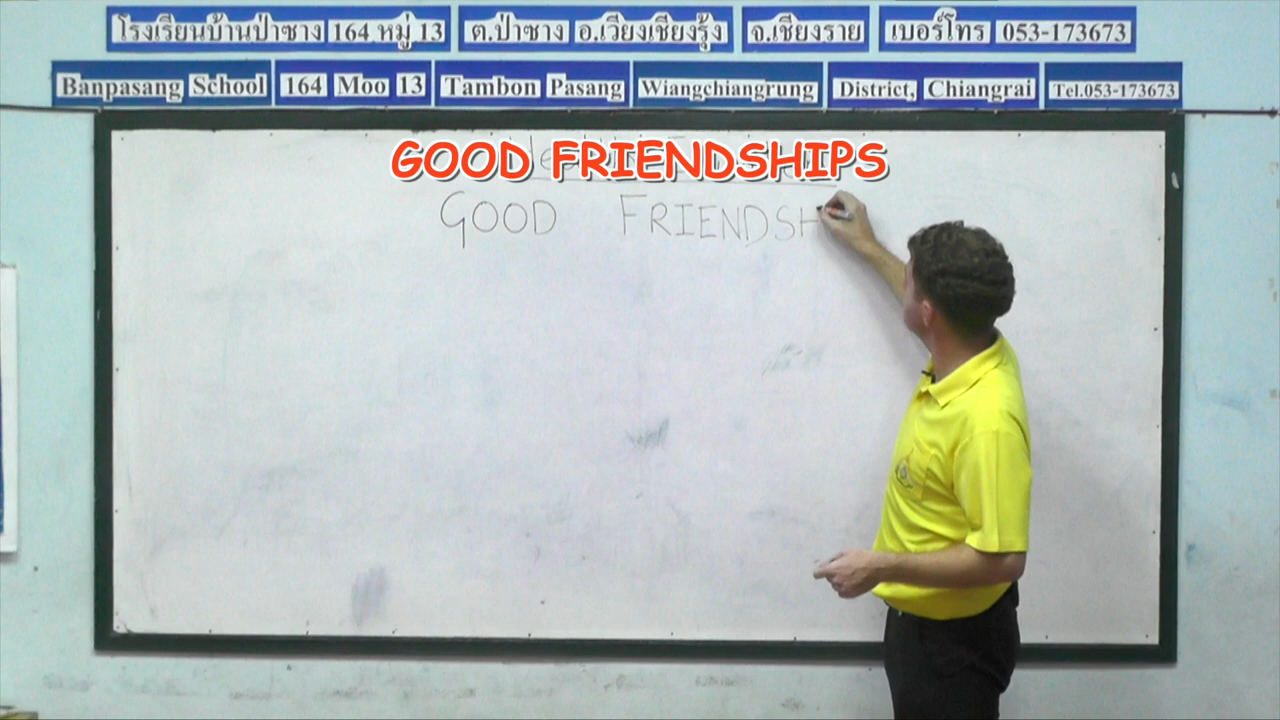 โรงเรียนบ้านป่าซาง 164 หมู่ 13 ต.ป่าซาง อ.เวียงเชียงรุ้ง จ.เชียงราย เบอร์โทร 053-173673
Banpasang School 164 Moo 13 Tambon Pasang Wiangchiangrung District, Chiangrai Tel.053-173673
GOOD FRIENDSHIPS
GOOD FRIENDSH